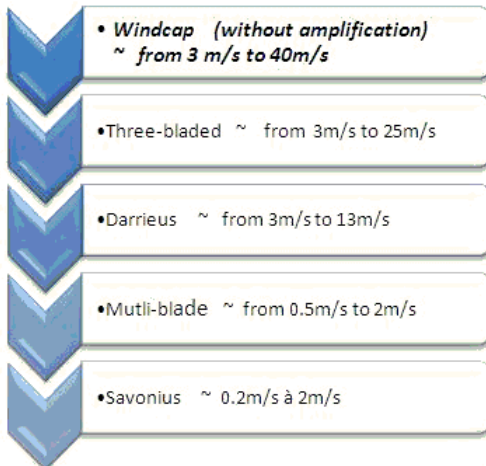 • Windcap (without amplification)
~ from 3 m/s to 40m/s
•Three-bladed ~ from 3m/s to 25m/s
•Darrieus ~ from 3m/s to 13m/s
•Mutli-blade ~ from 0.5m/s to 2m/s
•Savonius ~ 0.2m/s à 2m/s